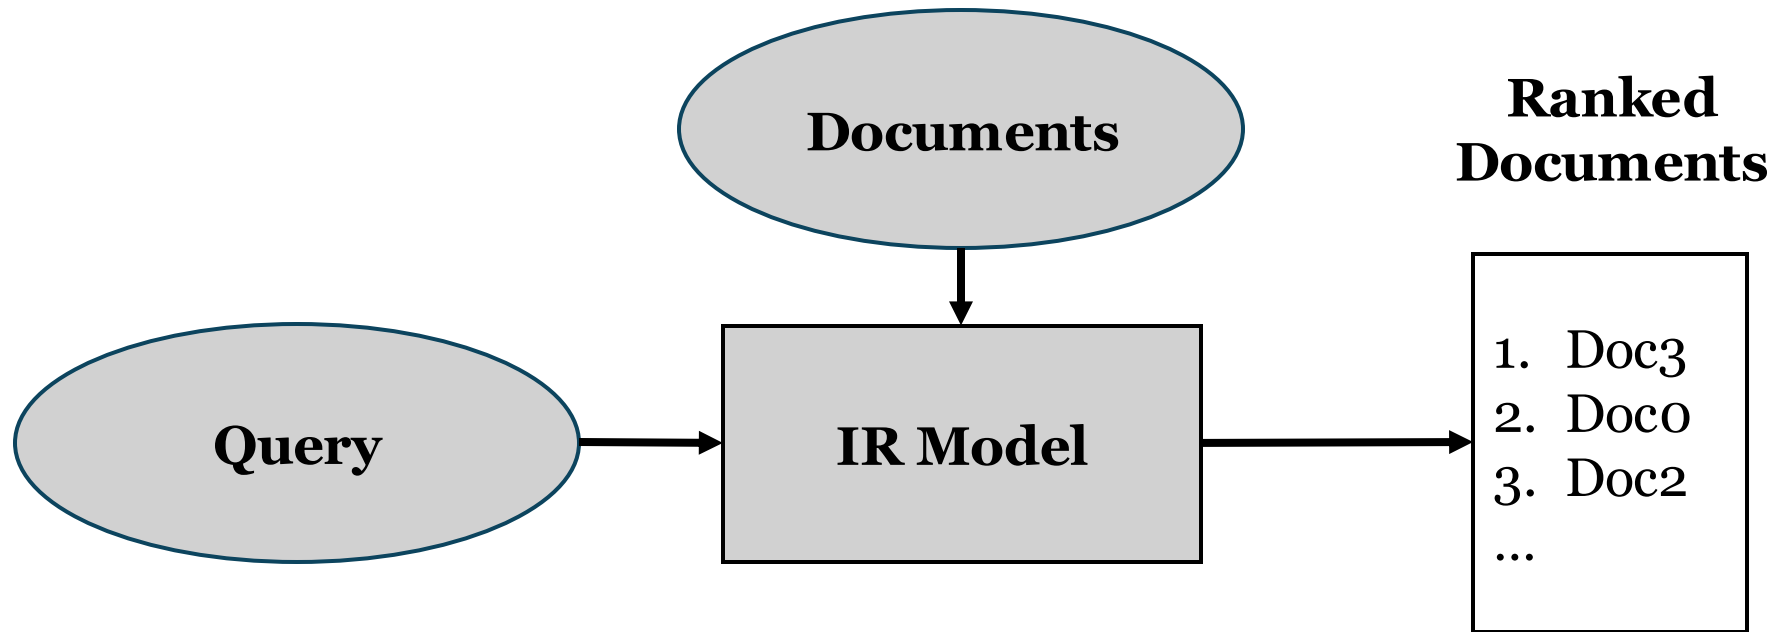 Documents
Ranked
Documents
Query
IR Model
1. Doc3
2. Doc0
3. Doc2
...